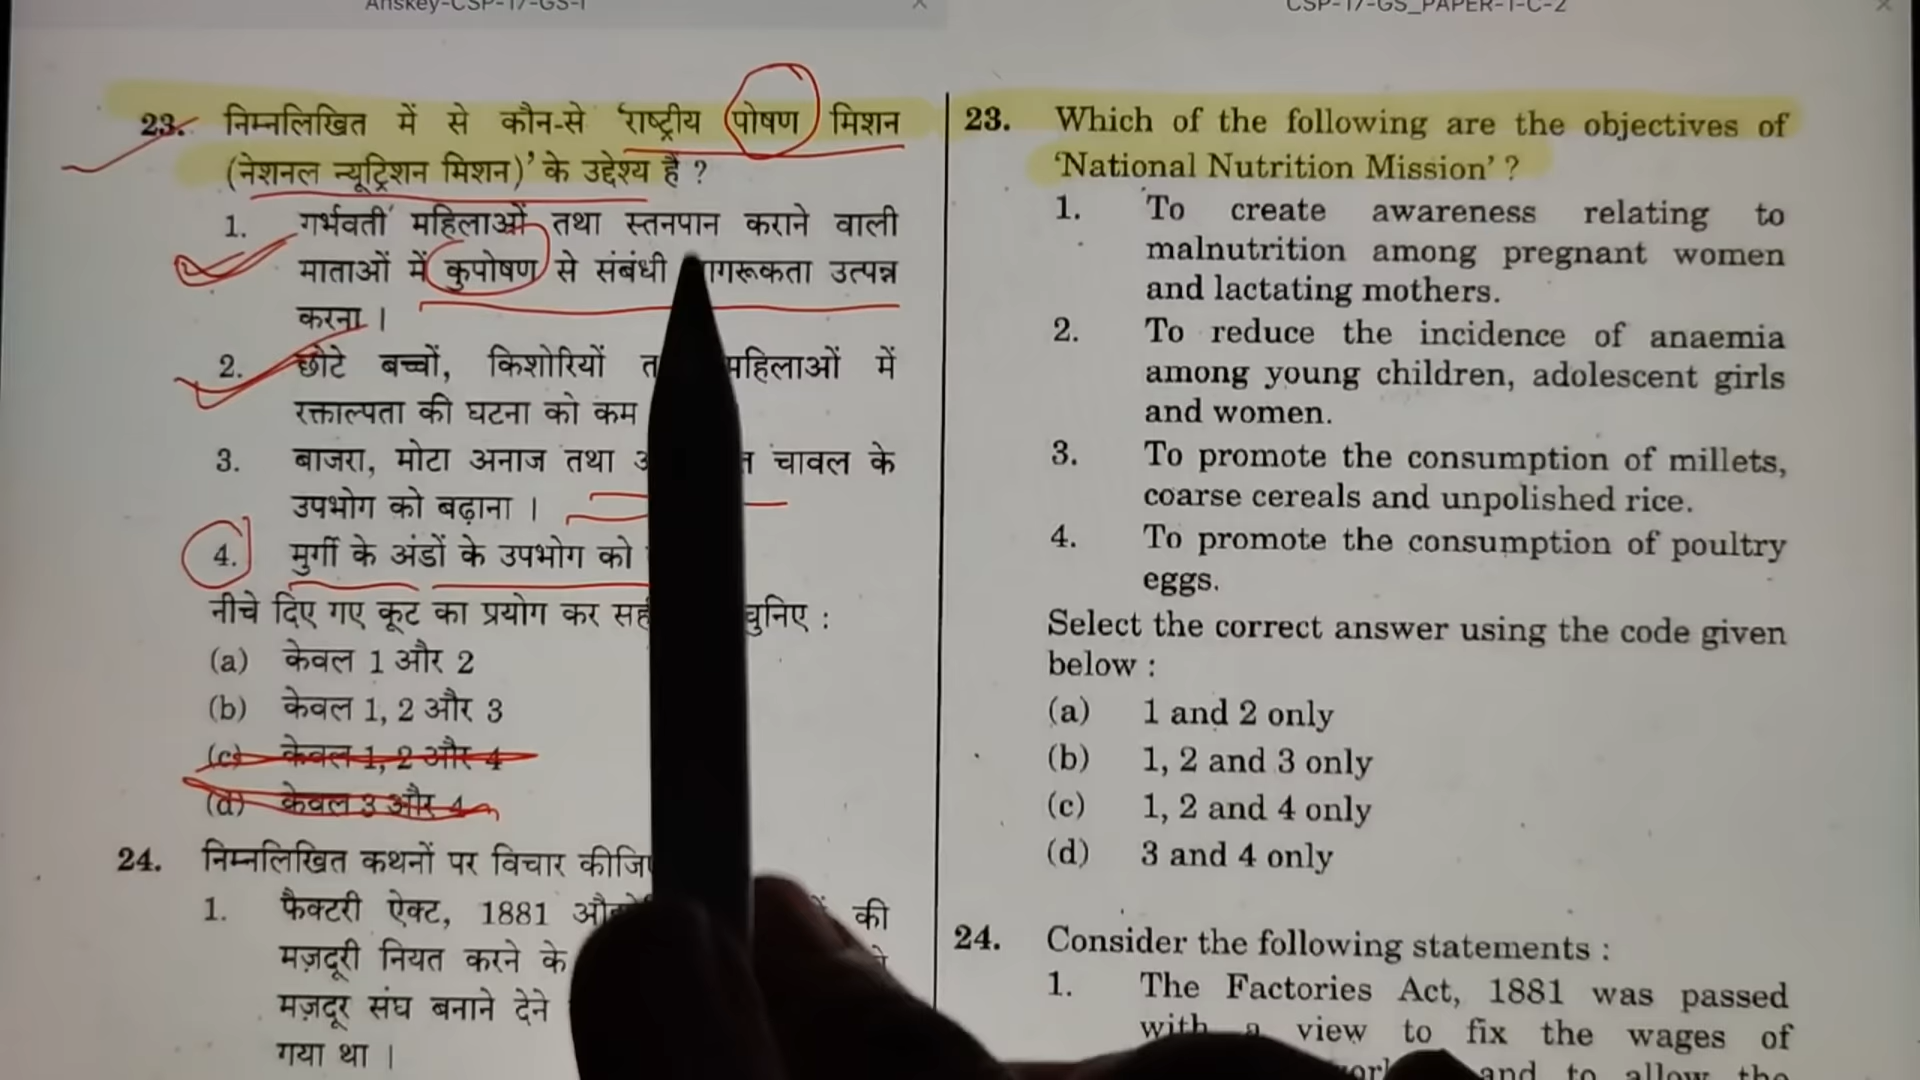 Anskey-CSP-17-GS-I
CSP-17-GS_PAPER-1-C-2
23. निम्नलिखित में से कौन-से 'राष्ट्रीय पोषण मिशन
(नेशनल न्यूट्रिशन मिशन)' के उद्देश्य हैं ?
1. गर्भवती महिलाओं तथा स्तनपान कराने वाली
माताओं में कुपोषण से संबंधी उत्पन्न
करना ।
2. छोटे बच्चों, किशोरियों महिलाओं में
रक्ताल्पता की घटना को कम
3. बाजरा, मोटा अनाज तथा चावल के
उपभोग को बढ़ाना ।
4. मुर्गी के अंडों के उपभोग को
नीचे दिए गए कूट का प्रयोग कर चुनिए :
(a) केवल 1 और 2
(b) केवल 1, 2 और 3
(c) केवल 1, 2 और 4
(d) केवल 3 और 4
24. निम्नलिखित कथनों पर विचार
1. फैक्टरी ऐक्ट, 1881 की
मज़दूरी नियत करने के
मज़दूर संघ बनाने देने
गया था ।
23. Which of the following are the objectives of
'National Nutrition Mission' ?
1. To create awareness relating to
malnutrition among pregnant women
and lactating mothers.
2. To reduce the incidence of anaemia
among young children, adolescent girls
and women.
3. To promote the consumption of millets,
coarse cereals and unpolished rice.
4. To promote the consumption of poultry
eggs.
Select the correct answer using the code given
below :
(a) 1 and 2 only
(b) 1, 2 and 3 only
(c) 1, 2 and 4 only
(d) 3 and 4 only
24. Consider the following statements :
1. The Factories Act, 1881 was passed
with a view to fix the wages of
and to allow the